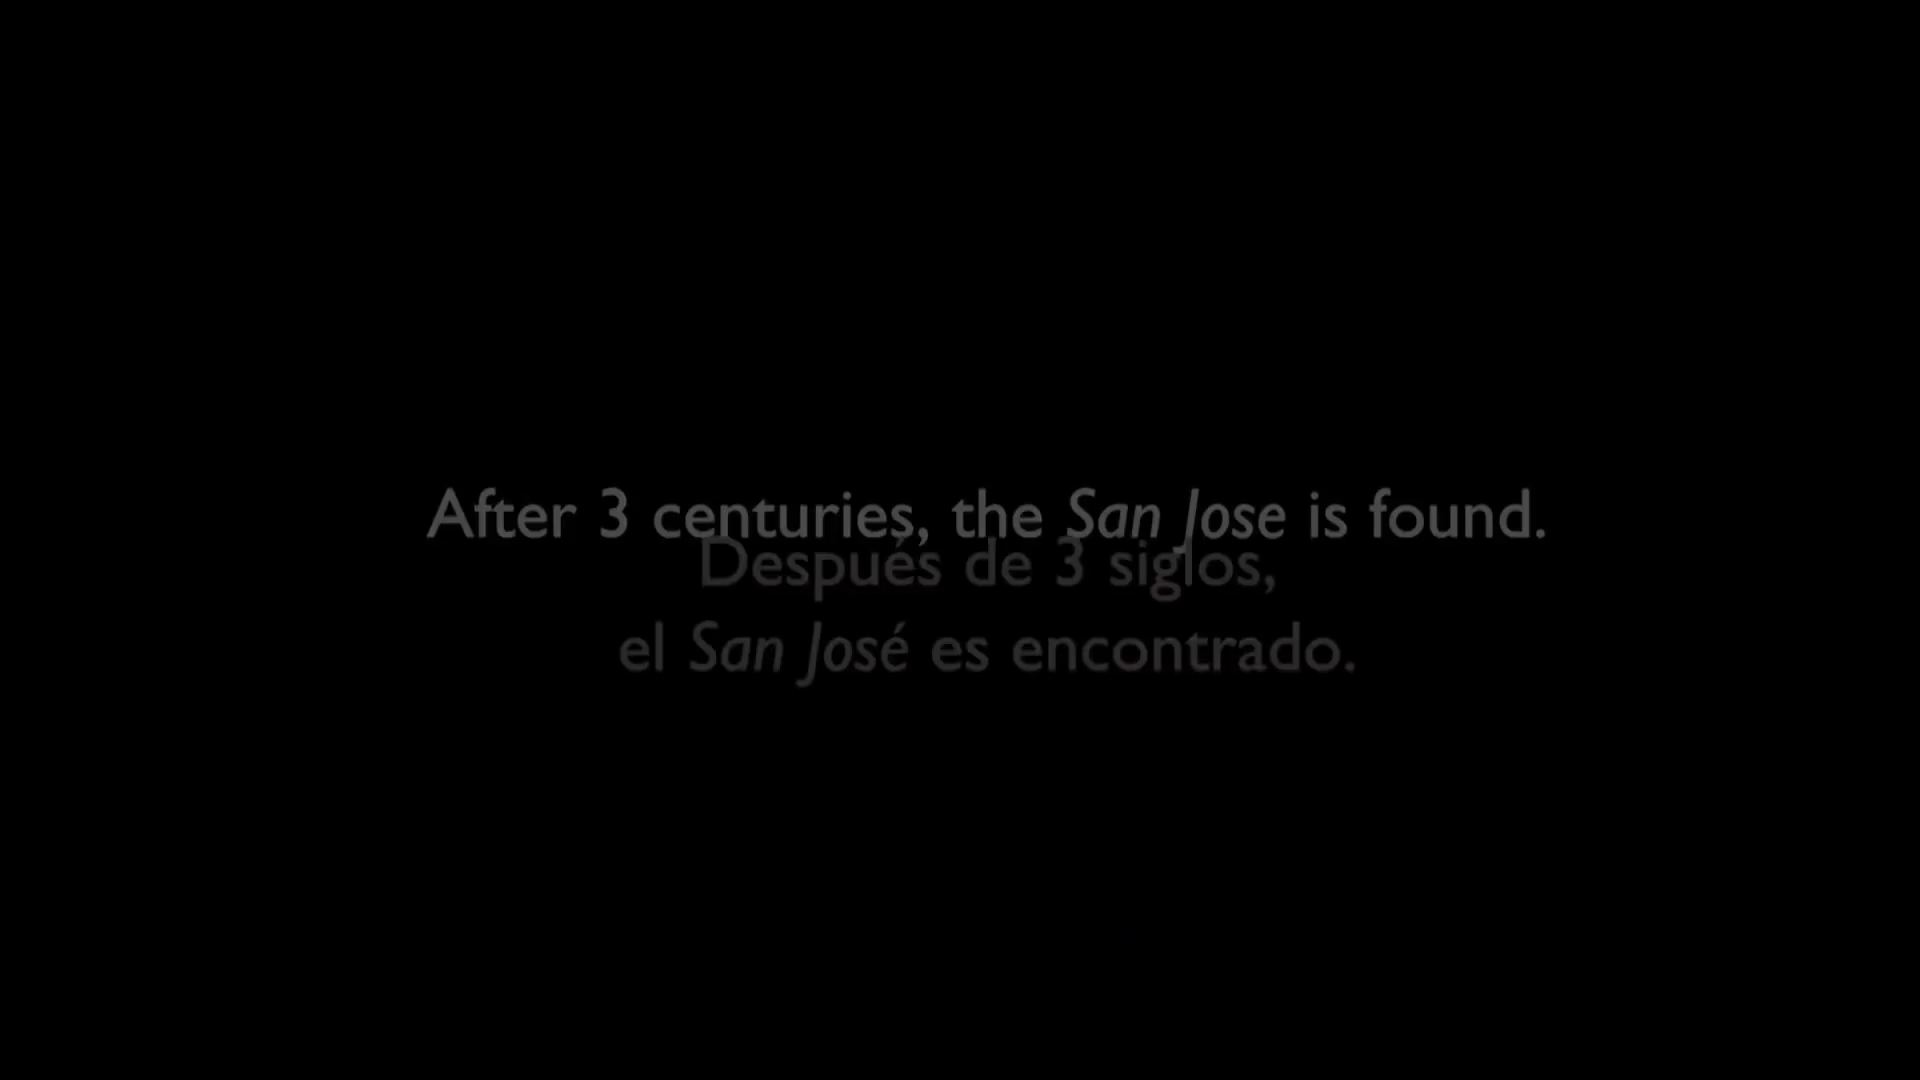 After 3 centuries, the San Jose is found.
Después de 3 siglos,
el San José es encontrado.